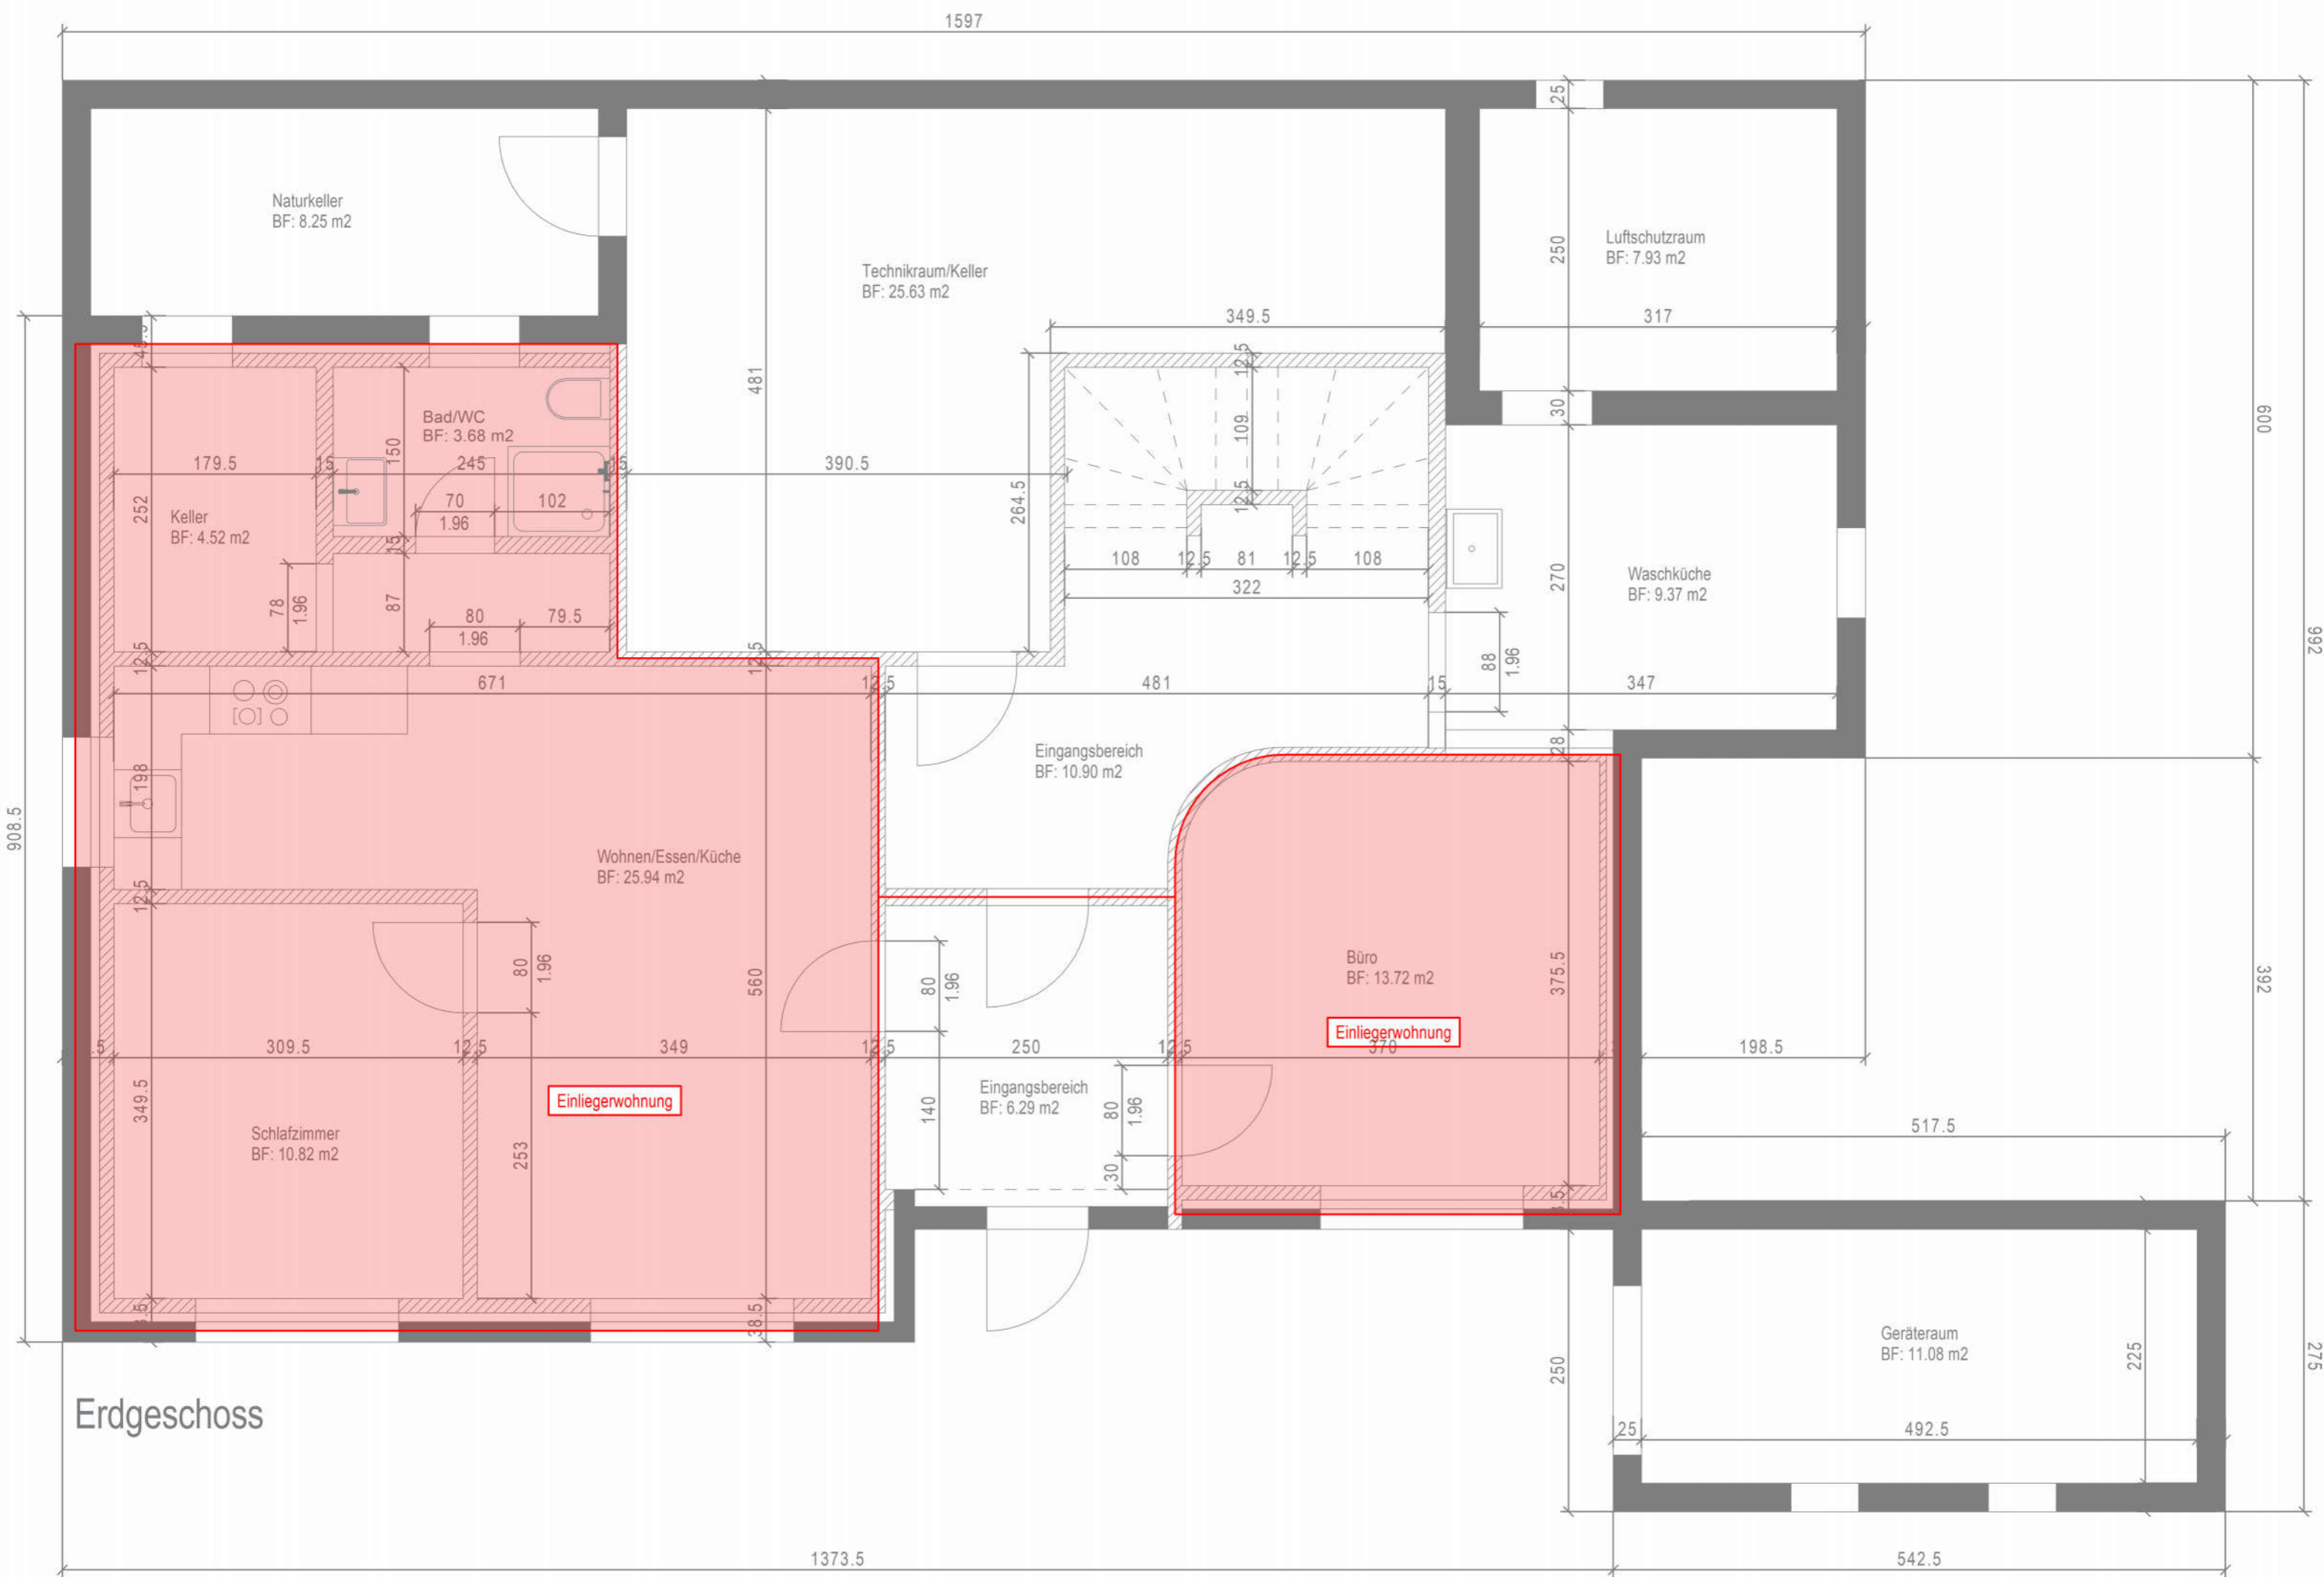 1597
25
Naturkeller
BF: 8.25 m2
Technikraum/Keller
BF: 25.63 m2
Luftschutzraum
BF: 7.93 m2
250
349.5
317
481
12.5
109
12.5
30
600
Bad/WC
BF: 3.68 m2
150
179.5
15
245
15
390.5
264.5
252
70
1.96
102
Keller
BF: 4.52 m2
15
108
12.5
81
12.5
108
322
270
Waschküche
BF: 9.37 m2
78
1.96
87
80
1.96
79.5
88
1.96
992
12.5
12.5
671
12.5
481
15
347
28
Eingangsbereich
BF: 10.90 m2
198
908.5
Wohnen/Essen/Küche
BF: 25.94 m2
12.5
80
1.96
560
80
1.96
Büro
BF: 13.72 m2
375.5
392
Einliegerwohnung
309.5
12.5
349
12.5
250
12.5
370
198.5
349.5
Einliegerwohnung
140
Eingangsbereich
BF: 6.29 m2
80
1.96
517.5
Schlafzimmer
BF: 10.82 m2
253
30
38.5
Geräteraum
BF: 11.08 m2
225
250
275
Erdgeschoss
25
492.5
1373.5
542.5